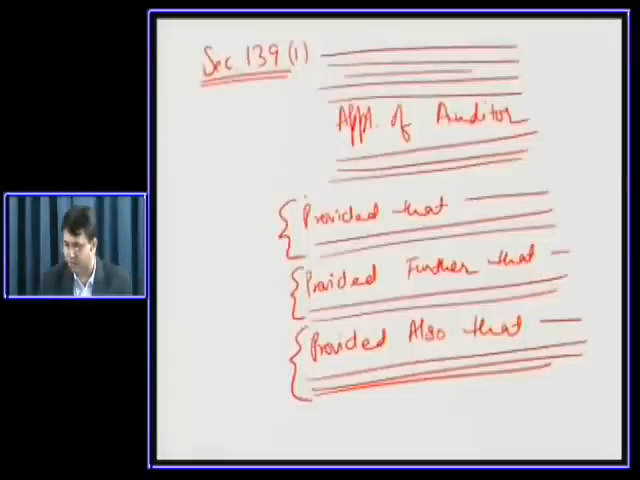 Sec 139 (1)
Appt. of Auditor
Provided that
Provided Further that
Provided Also that